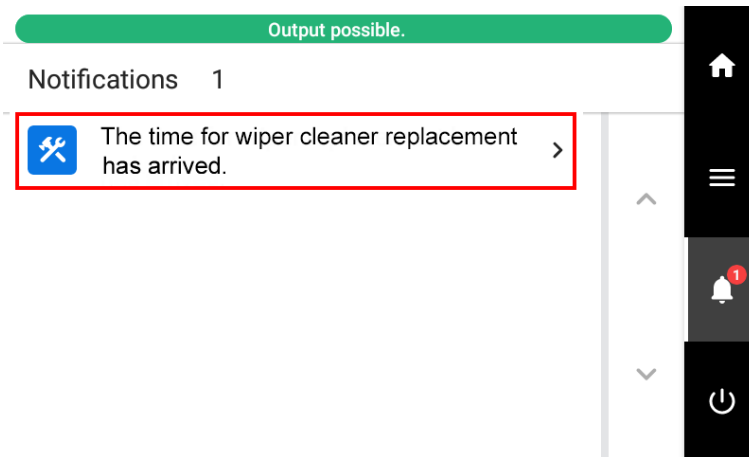 Output possible.
Notifications 1
The time for wiper cleaner replacement
has arrived.
1